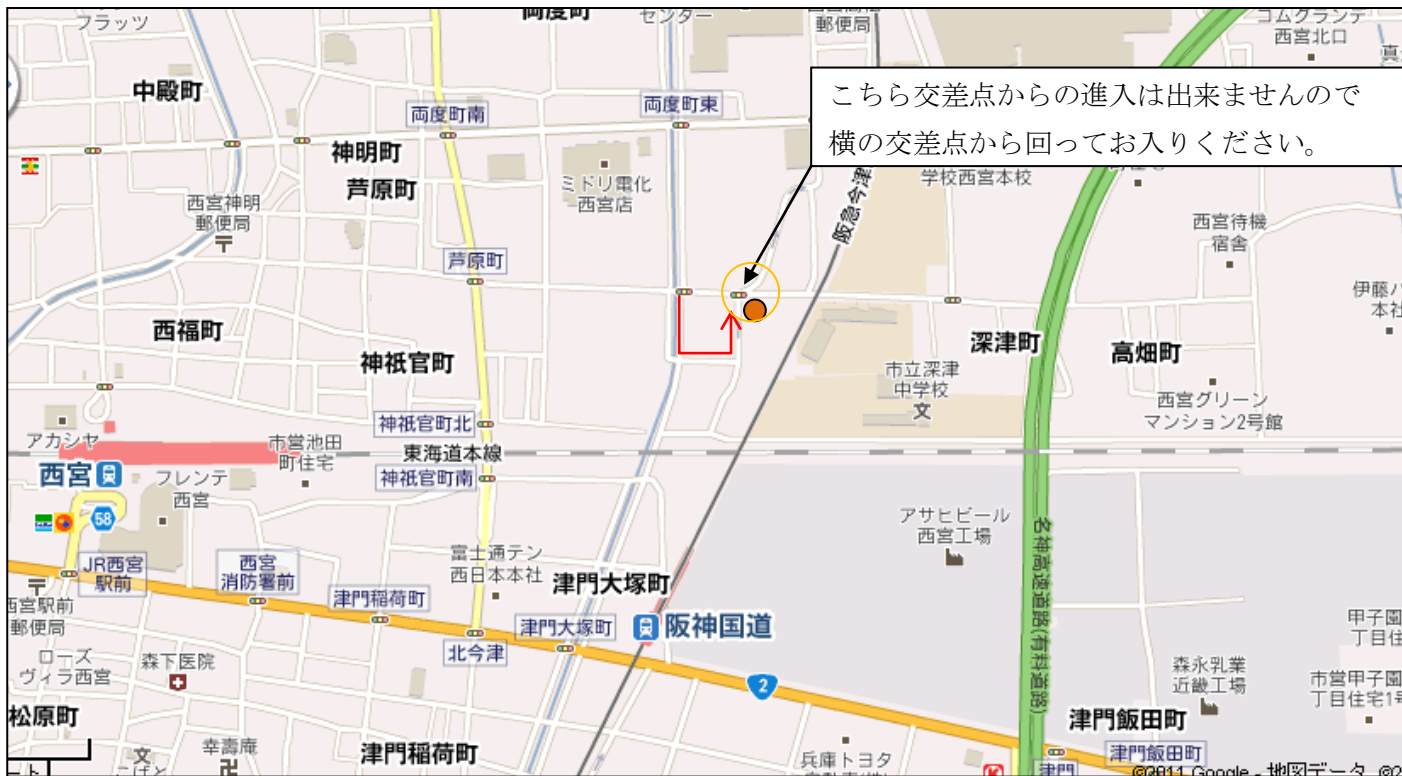 フラッツ
両度町
センター
郵便局
コムグランデ
西宮北口
中殿町
両度町南
両度町東
こちら交差点からの進入は出来ませんので
横の交差点から回ってお入りください。
神明町
芦原町
ミドリ電化
西宮店
学校西宮本校
阪急今津
西宮神明
郵便局
西宮待機
宿舎
芦原町
伊藤ハ
本社
西福町
神祇官町
深津町
高畑町
市立深津
中学校
文
西宮グリーン
マンション2号館
神祇官町北
アカシヤ
市営池田
町住宅
東海道本線
西宮
フレンテ
西宮
神祇官町南
58
アサヒビール
西宮工場
名神高速道路(有料道路)
JR西宮
駅前
西宮
消防署前
富士通テン
西日本本社
津門大塚町
津門稲荷町
西宮駅前
郵便局
津門大塚町
阪神国道
甲子園
丁目住
ローズ
ヴィラ西宮
森下医院
北今津
2
森永乳業
近畿工場
市営甲子園
丁目住宅1号
松原町
津門飯田町
幸壽庵
津門稲荷町
兵庫トヨタ
津門飯田町
文
こばと
津門
©2011 Google - 地図データ ©2